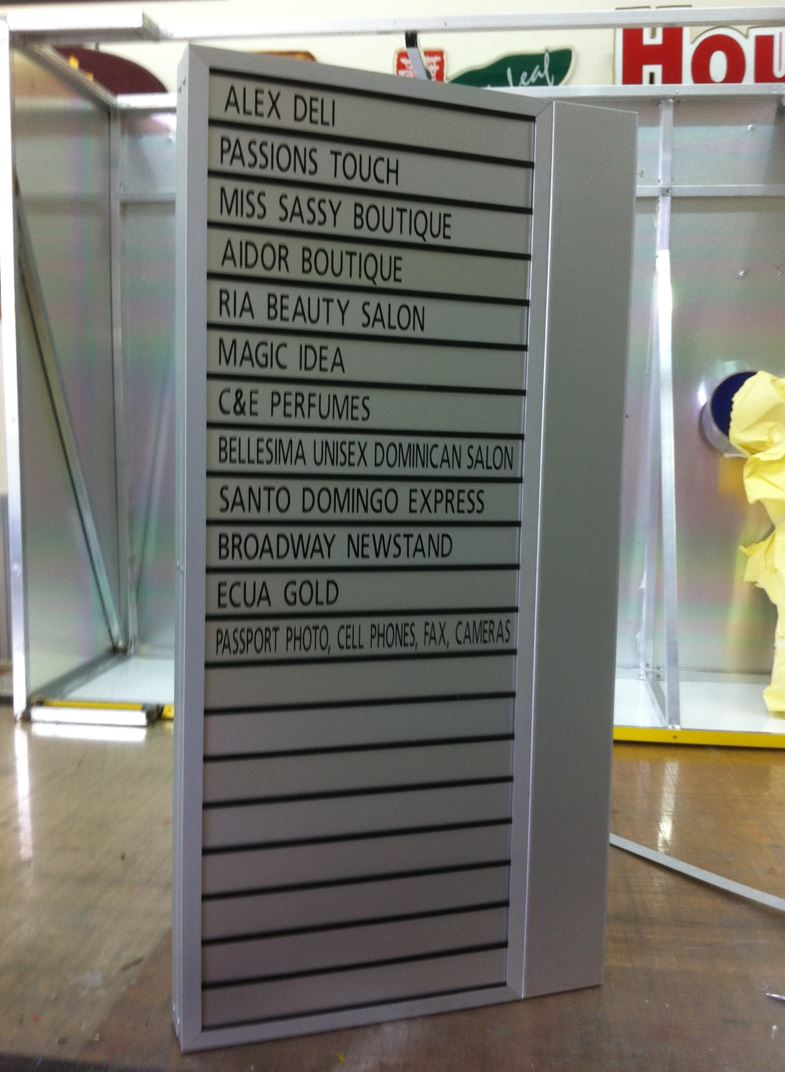 Hou
Leaf
ALEX DELI
PASSIONS TOUCH
MISS SASSY BOUTIQUE
AIDOR BOUTIQUE
RIA BEAUTY SALON
MAGIC IDEA
C&E PERFUMES
BELLESIMA UNISEX DOMINICAN SALON
SANTO DOMINGO EXPRESS
BROADWAY NEWSTAND
ECUA GOLD
PASSPORT PHOTO, CELL PHONES, FAX, CAMERAS